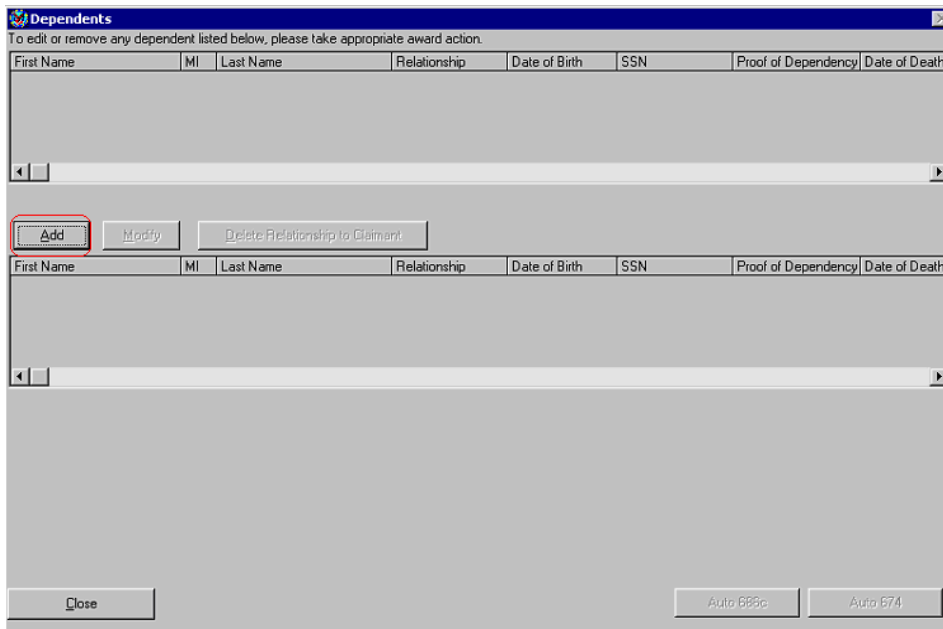 Dependents
To edit or remove any dependent listed below, please take appropriate award action.
First Name MI Last Name Relationship Date of Birth SSN Proof of Dependency Date of Death
Add Modify Delete Relationship to Claimant
First Name MI Last Name Relationship Date of Birth SSN Proof of Dependency Date of Death
Close Auto 686c Auto 674